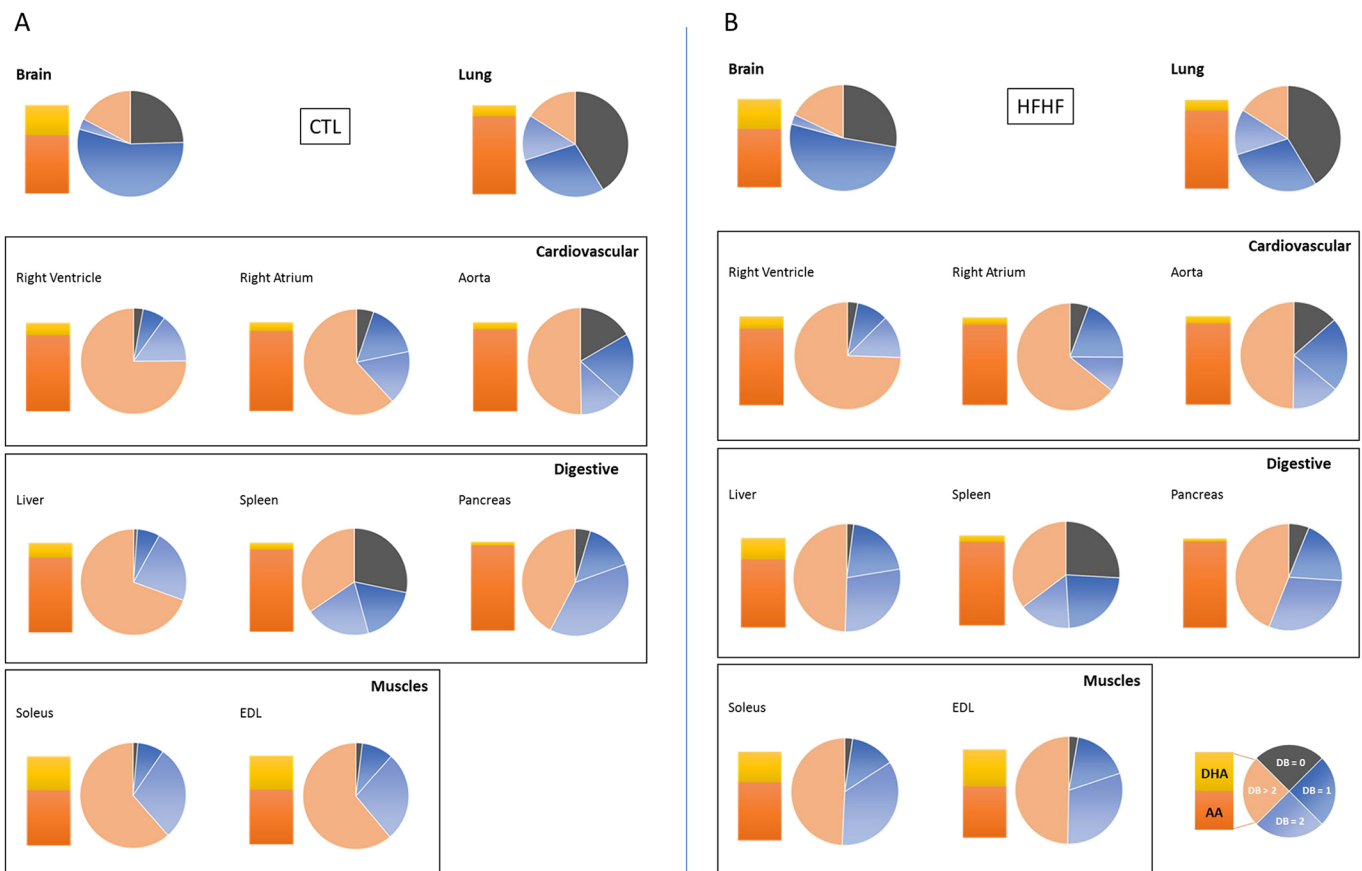 A
Brain
Lung
CTL
Cardiovascular
Right Ventricle
Right Atrium
Aorta
Digestive
Liver
Spleen
Pancreas
Muscles
Soleus
EDL
B
Brain
Lung
HFHF
Cardiovascular
Right Ventricle
Right Atrium
Aorta
Digestive
Liver
Spleen
Pancreas
Muscles
Soleus
EDL
DHA
AA
DB = 0
DB > 2
DB = 1
DB = 2